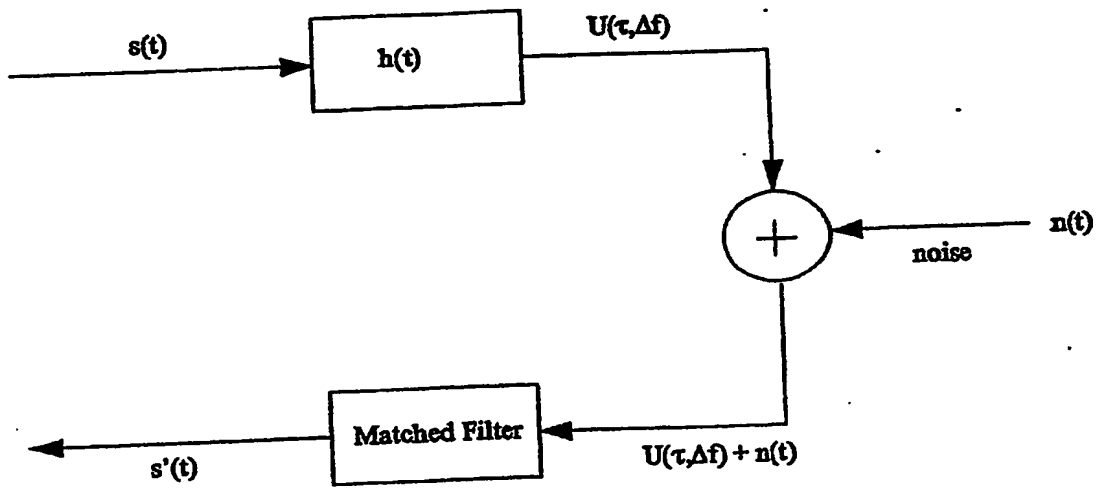 s(t)
h(t)
U(τ,Δf)
+
n(t)
noise
Matched Filter
U(τ,Δf) + n(t)
s'(t)